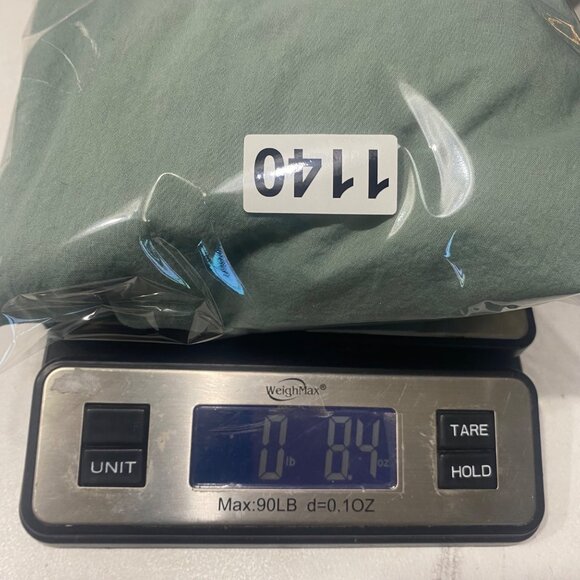 1140
WeighMax®
0 lb 8.4 oz
UNIT
TARE
HOLD
Max:90LB d=0.1OZ